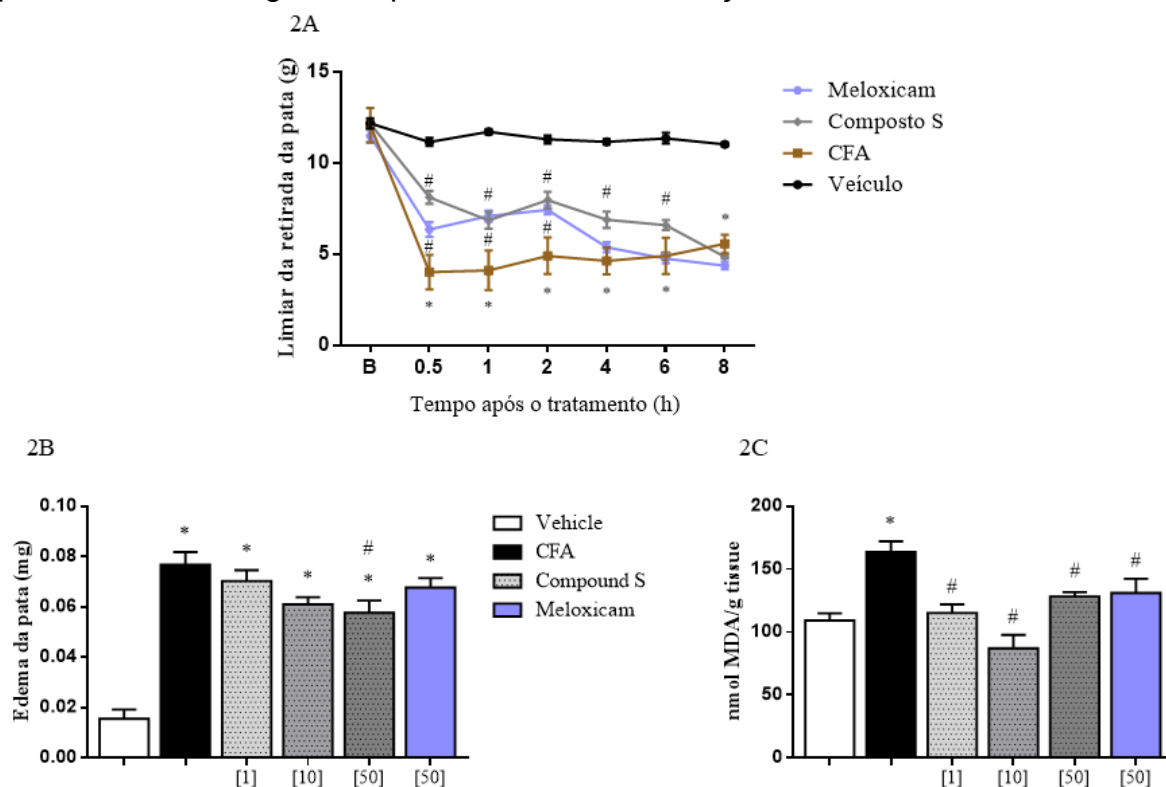 2A
Limiar da retirada da pata (g)
15
10
5
0
B 0.5 1 2 4 6 8
Tempo após o tratamento (h)
Meloxicam
Composto S
CFA
Veículo
# # # # # *
# # #
* * * * *
2B
Edema da pata (mg)
0.10
0.08
0.06
0.04
0.02
0.00
* * * # * *
[1] [10] [50] [50]
Vehicle
CFA
Compound S
Meloxicam
2C
nmol MDA/g tissue
200
150
100
50
0
* # # # #
[1] [10] [50] [50]